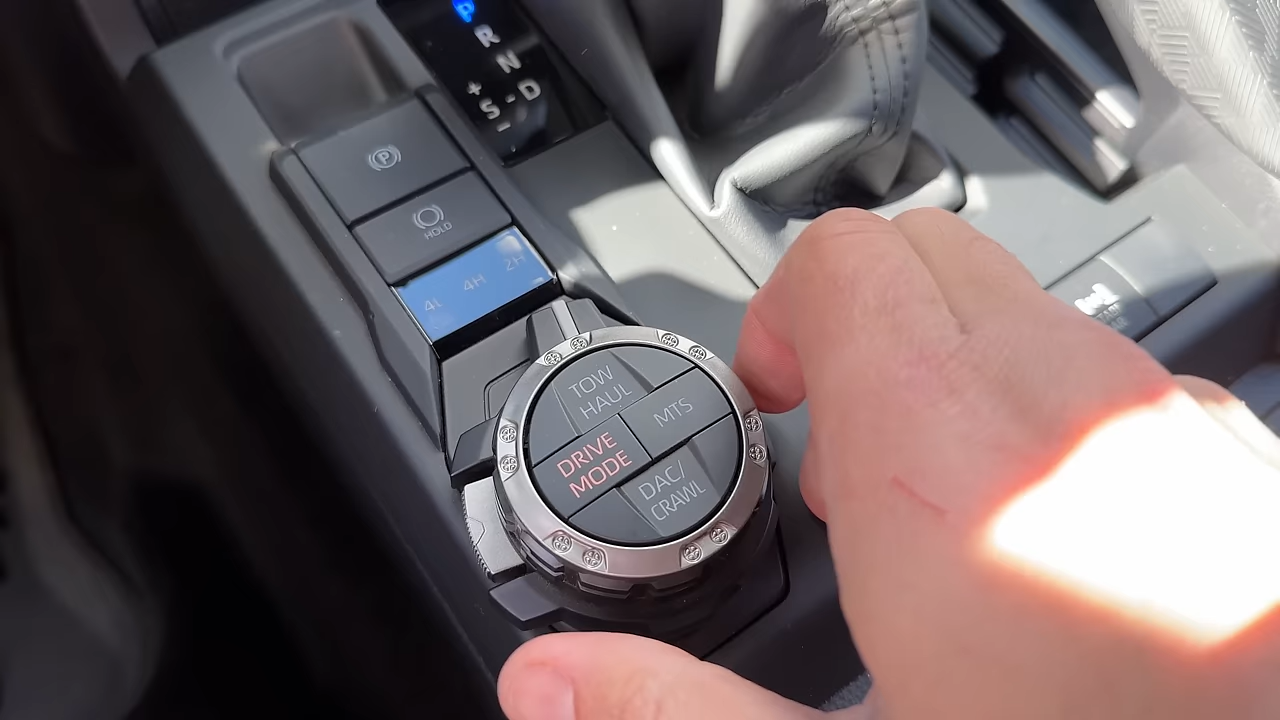 P
R
N
+
S - D
−
P
HOLD
4L 4H 2H
TOW
HAUL
MTS
DRIVE
MODE
DAC/
CRAWL